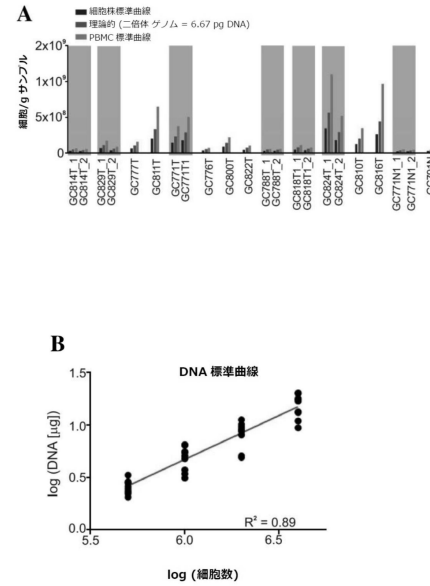 A
細胞株標準曲線
理論的 (二倍体 ゲノム = 6.67 pg DNA)
PBMC 標準曲線
細胞/g サンプル
2x10⁹
1x10⁹
5x10⁸
0
GC814T_1
GC814T_2
GC829T_1
GC829T_2
GC777T
GC811T
GC771T
GC771T1
GC776T
GC800T
GC822T
GC788T_1
GC788T_2
GC818T1_1
GC818T1_2
GC824T_1
GC824T_2
GC810T
GC816T
GC771N1_1
GC771N1_2
B
DNA 標準曲線
log (DNA [µg])
1.5
1.0
0.5
0.0
R² = 0.89
5.5
6.0
6.5
log (細胞数)